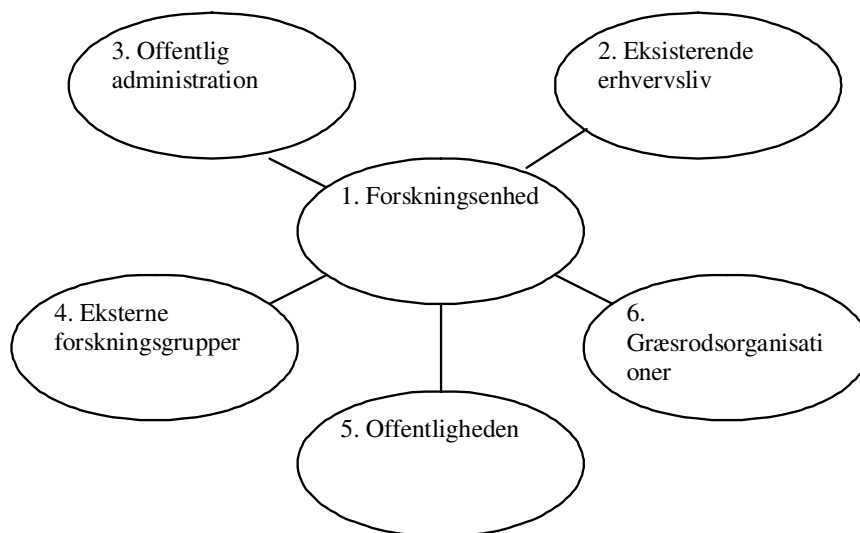 3. Offentlig
administration
2. Eksisterende
erhvervsliv
1. Forskningsenhed
4. Eksterne
forskningsgrupper
6.
Græsrodsorganisati
oner
5. Offentligheden